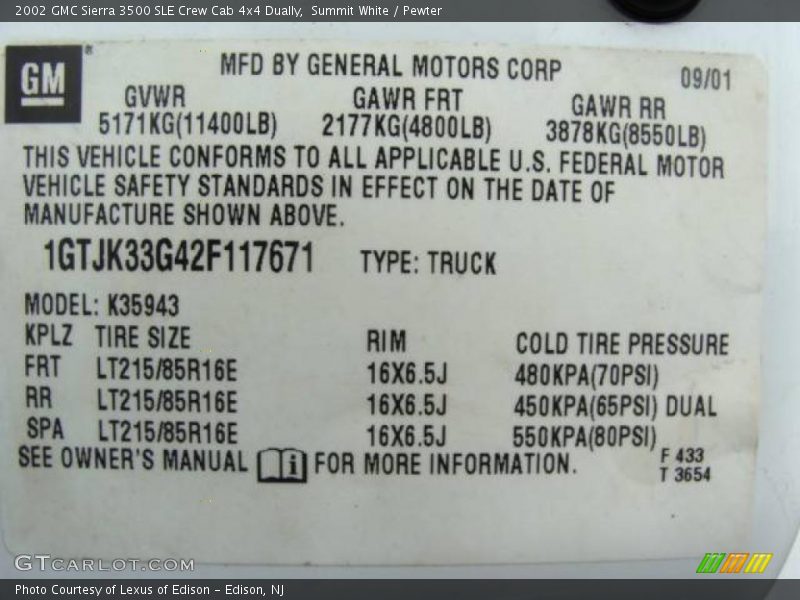 2002 GMC Sierra 3500 SLE Crew Cab 4x4 Dually, Summit White / Pewter
GM ®
MFD BY GENERAL MOTORS CORP 09/01
GVWR GAWR FRT GAWR RR
5171KG(11400LB) 2177KG(4800LB) 3878KG(8550LB)
THIS VEHICLE CONFORMS TO ALL APPLICABLE U.S. FEDERAL MOTOR
VEHICLE SAFETY STANDARDS IN EFFECT ON THE DATE OF
MANUFACTURE SHOWN ABOVE.
1GTJK33G42F117671 TYPE: TRUCK
MODEL: K35943
KPLZ TIRE SIZE RIM COLD TIRE PRESSURE
FRT LT215/85R16E 16X6.5J 480KPA(70PSI)
RR LT215/85R16E 16X6.5J 450KPA(65PSI) DUAL
SPA LT215/85R16E 16X6.5J 550KPA(80PSI)
SEE OWNER'S MANUAL i FOR MORE INFORMATION.
F 433
T 3654
GTCARLOT.COM
Photo Courtesy of Lexus of Edison - Edison, NJ